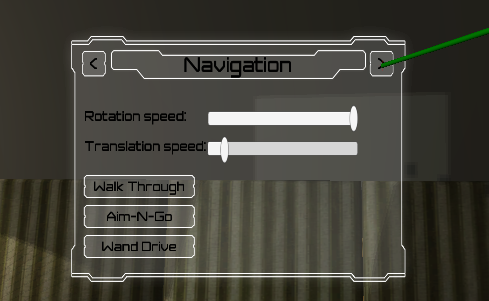 < Navigation >
Rotation speed:
Translation speed:
Walk Through
Aim-N-Go
Wand Drive